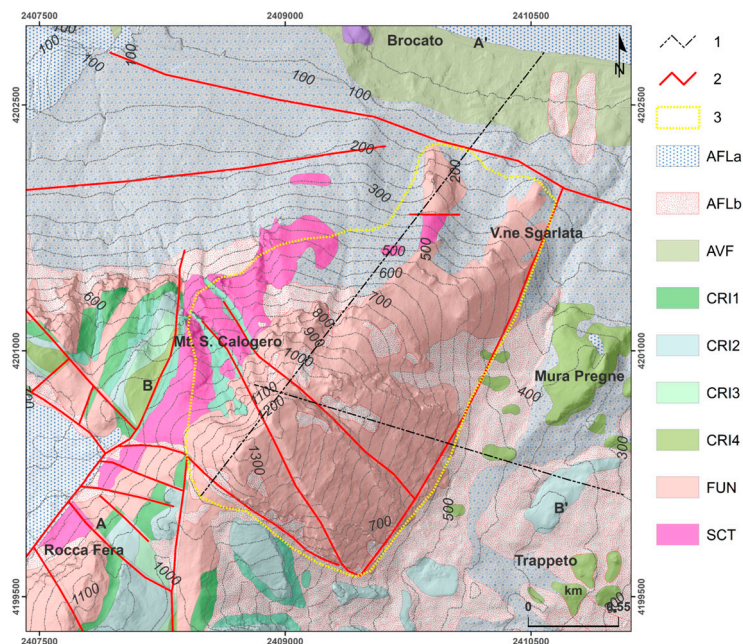 2407500
2409000
2410500
100
100
100
Brocato
A'
N
100
100
4202500
4202500
200
200
300
V.ne Sgarlata
500
500
600
600
700
800
900
Mt. S. Calogero
1000
4201000
4201000
Mura Pregne
B
1100
400
200
300
1300
500
B'
700
A
Rocca Fera
1000
Trappeto
1100
km
0
0.55
4199500
4199500
2407500
2409000
2410500
1
2
3
AFLa
AFLb
AVF
CRI1
CRI2
CRI3
CRI4
FUN
SCT